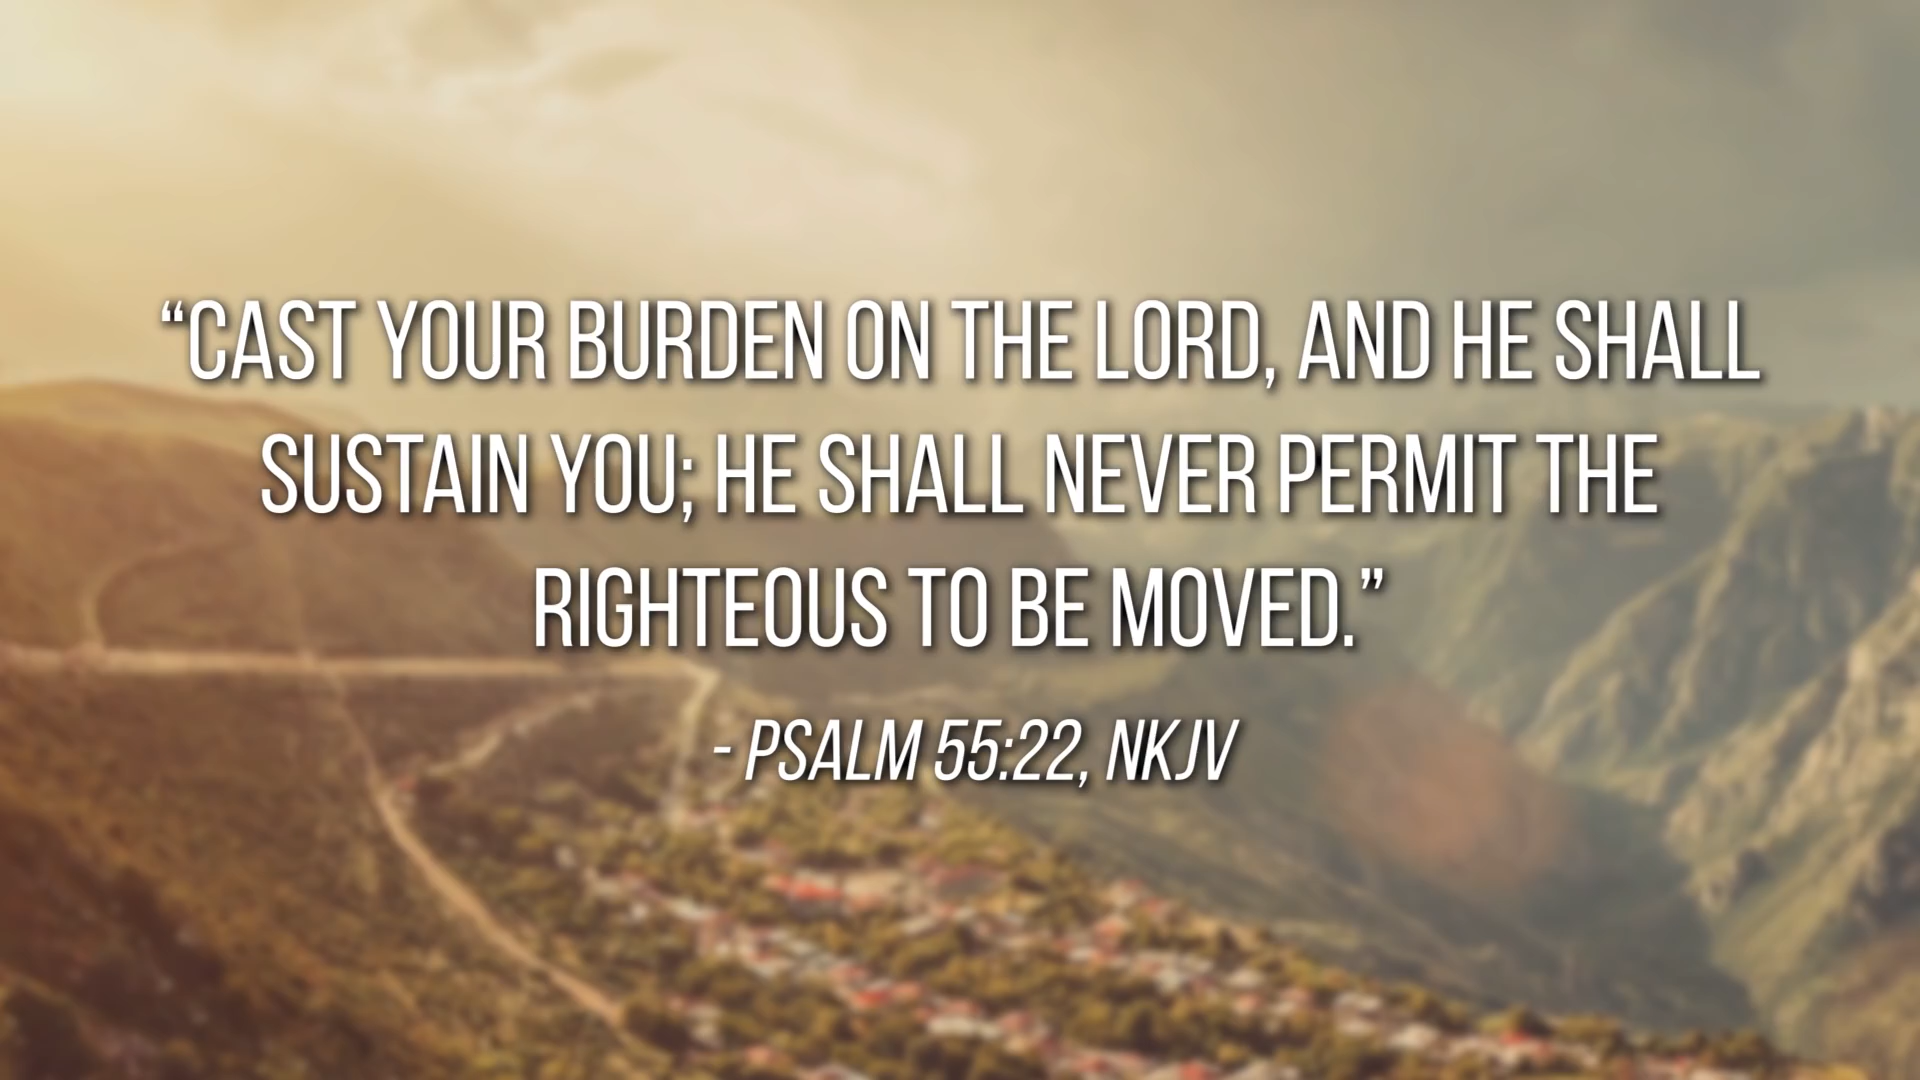 “CAST YOUR BURDEN ON THE LORD, AND HE SHALL
SUSTAIN YOU; HE SHALL NEVER PERMIT THE
RIGHTEOUS TO BE MOVED.”
- PSALM 55:22, NKJV